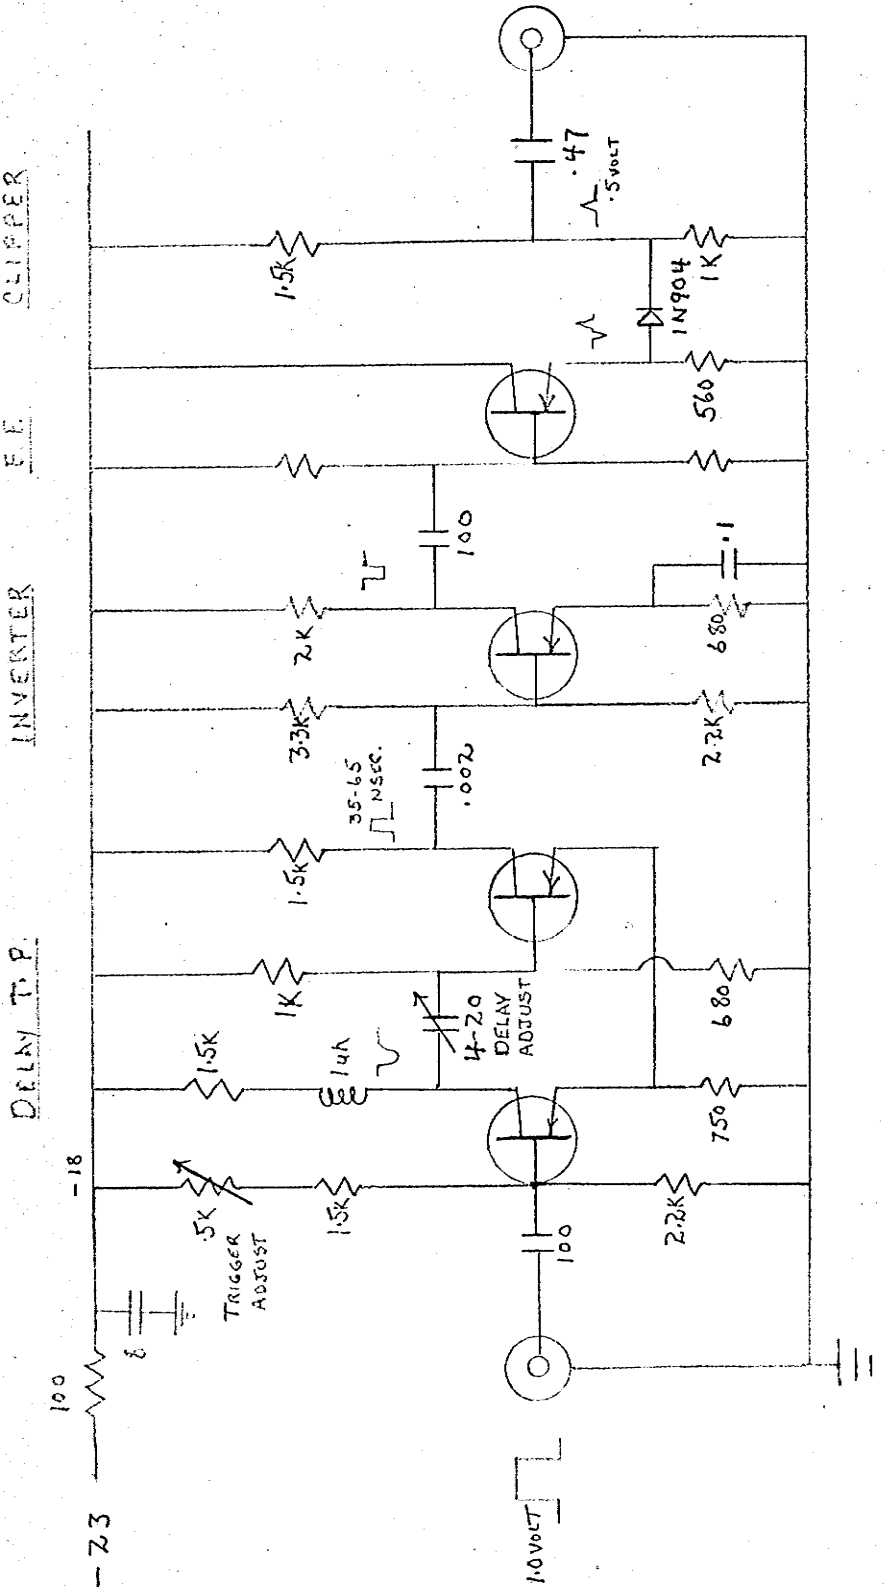 DELAY T.P.
INVERTER
E.F.
CLIPPER
-23
100
8
-18
.5K
TRIGGER
ADJUST
1.5K
2.2K
100
1.0 VOLT
1.5K
1uh
750
4-20
DELAY
ADJUST
1K
680
1.5K
35-65
NSEC.
.002
3.3K
2.2K
2K
680
.1
100
560
1N904
1.5K
1K
.47
.5 VOLT